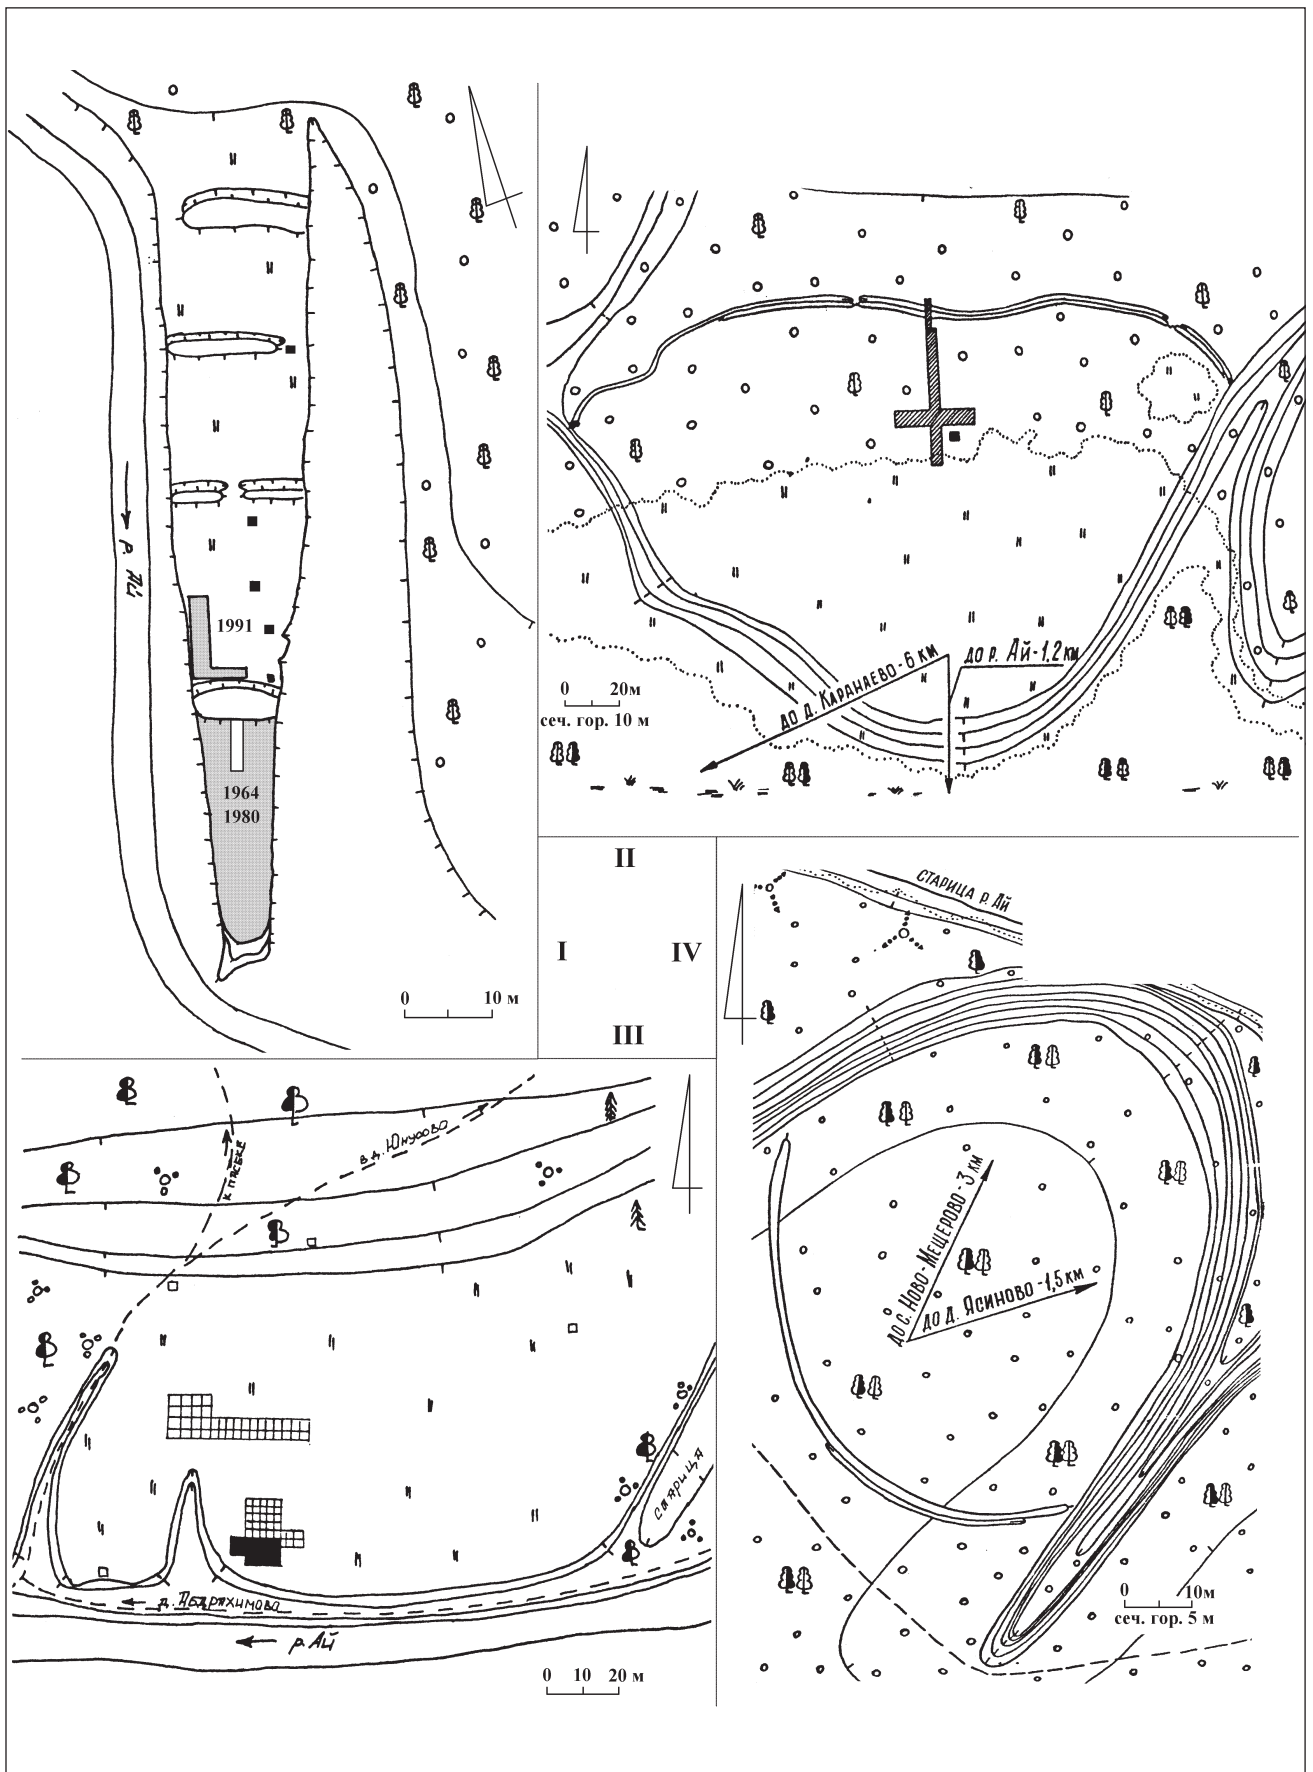 р. Ай
1991
1964
1980
0 10 м
до д. Каранаево - 6 км
до р. Ай - 1,2 км
0 20м
сеч. гор. 10 м
II
I IV
III
СТАРИЦА р. Ай
до с. Ново-Мещерово - 3 км
до д. Ясиново - 1,5 км
0 10м
сеч. гор. 5 м
к пасеке
в д. Юнусово
Старица
д. Абдряхимово
р. Ай
0 10 20 м